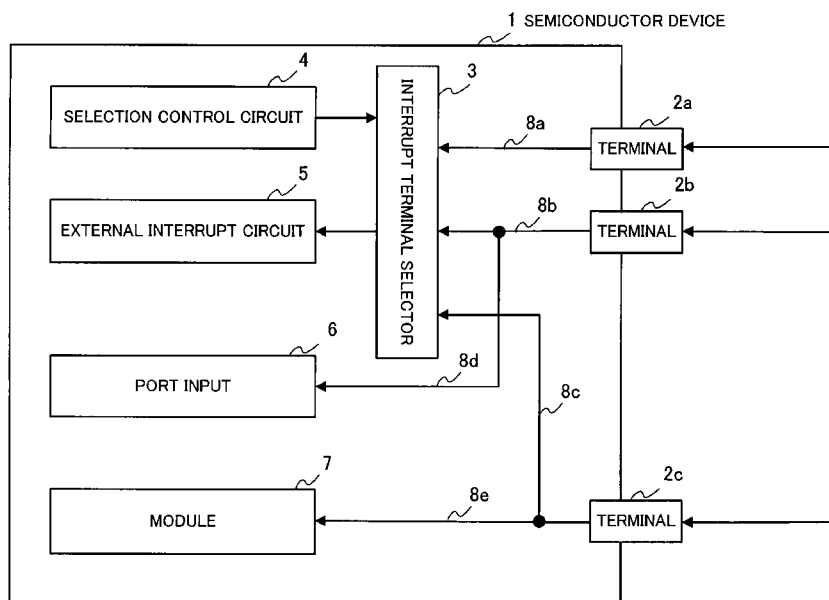 1 SEMICONDUCTOR DEVICE
4
SELECTION CONTROL CIRCUIT
3
INTERRUPT TERMINAL SELECTOR
8a
2a
TERMINAL
5
EXTERNAL INTERRUPT CIRCUIT
8b
2b
TERMINAL
6
PORT INPUT
8d
8c
7
MODULE
8e
2c
TERMINAL